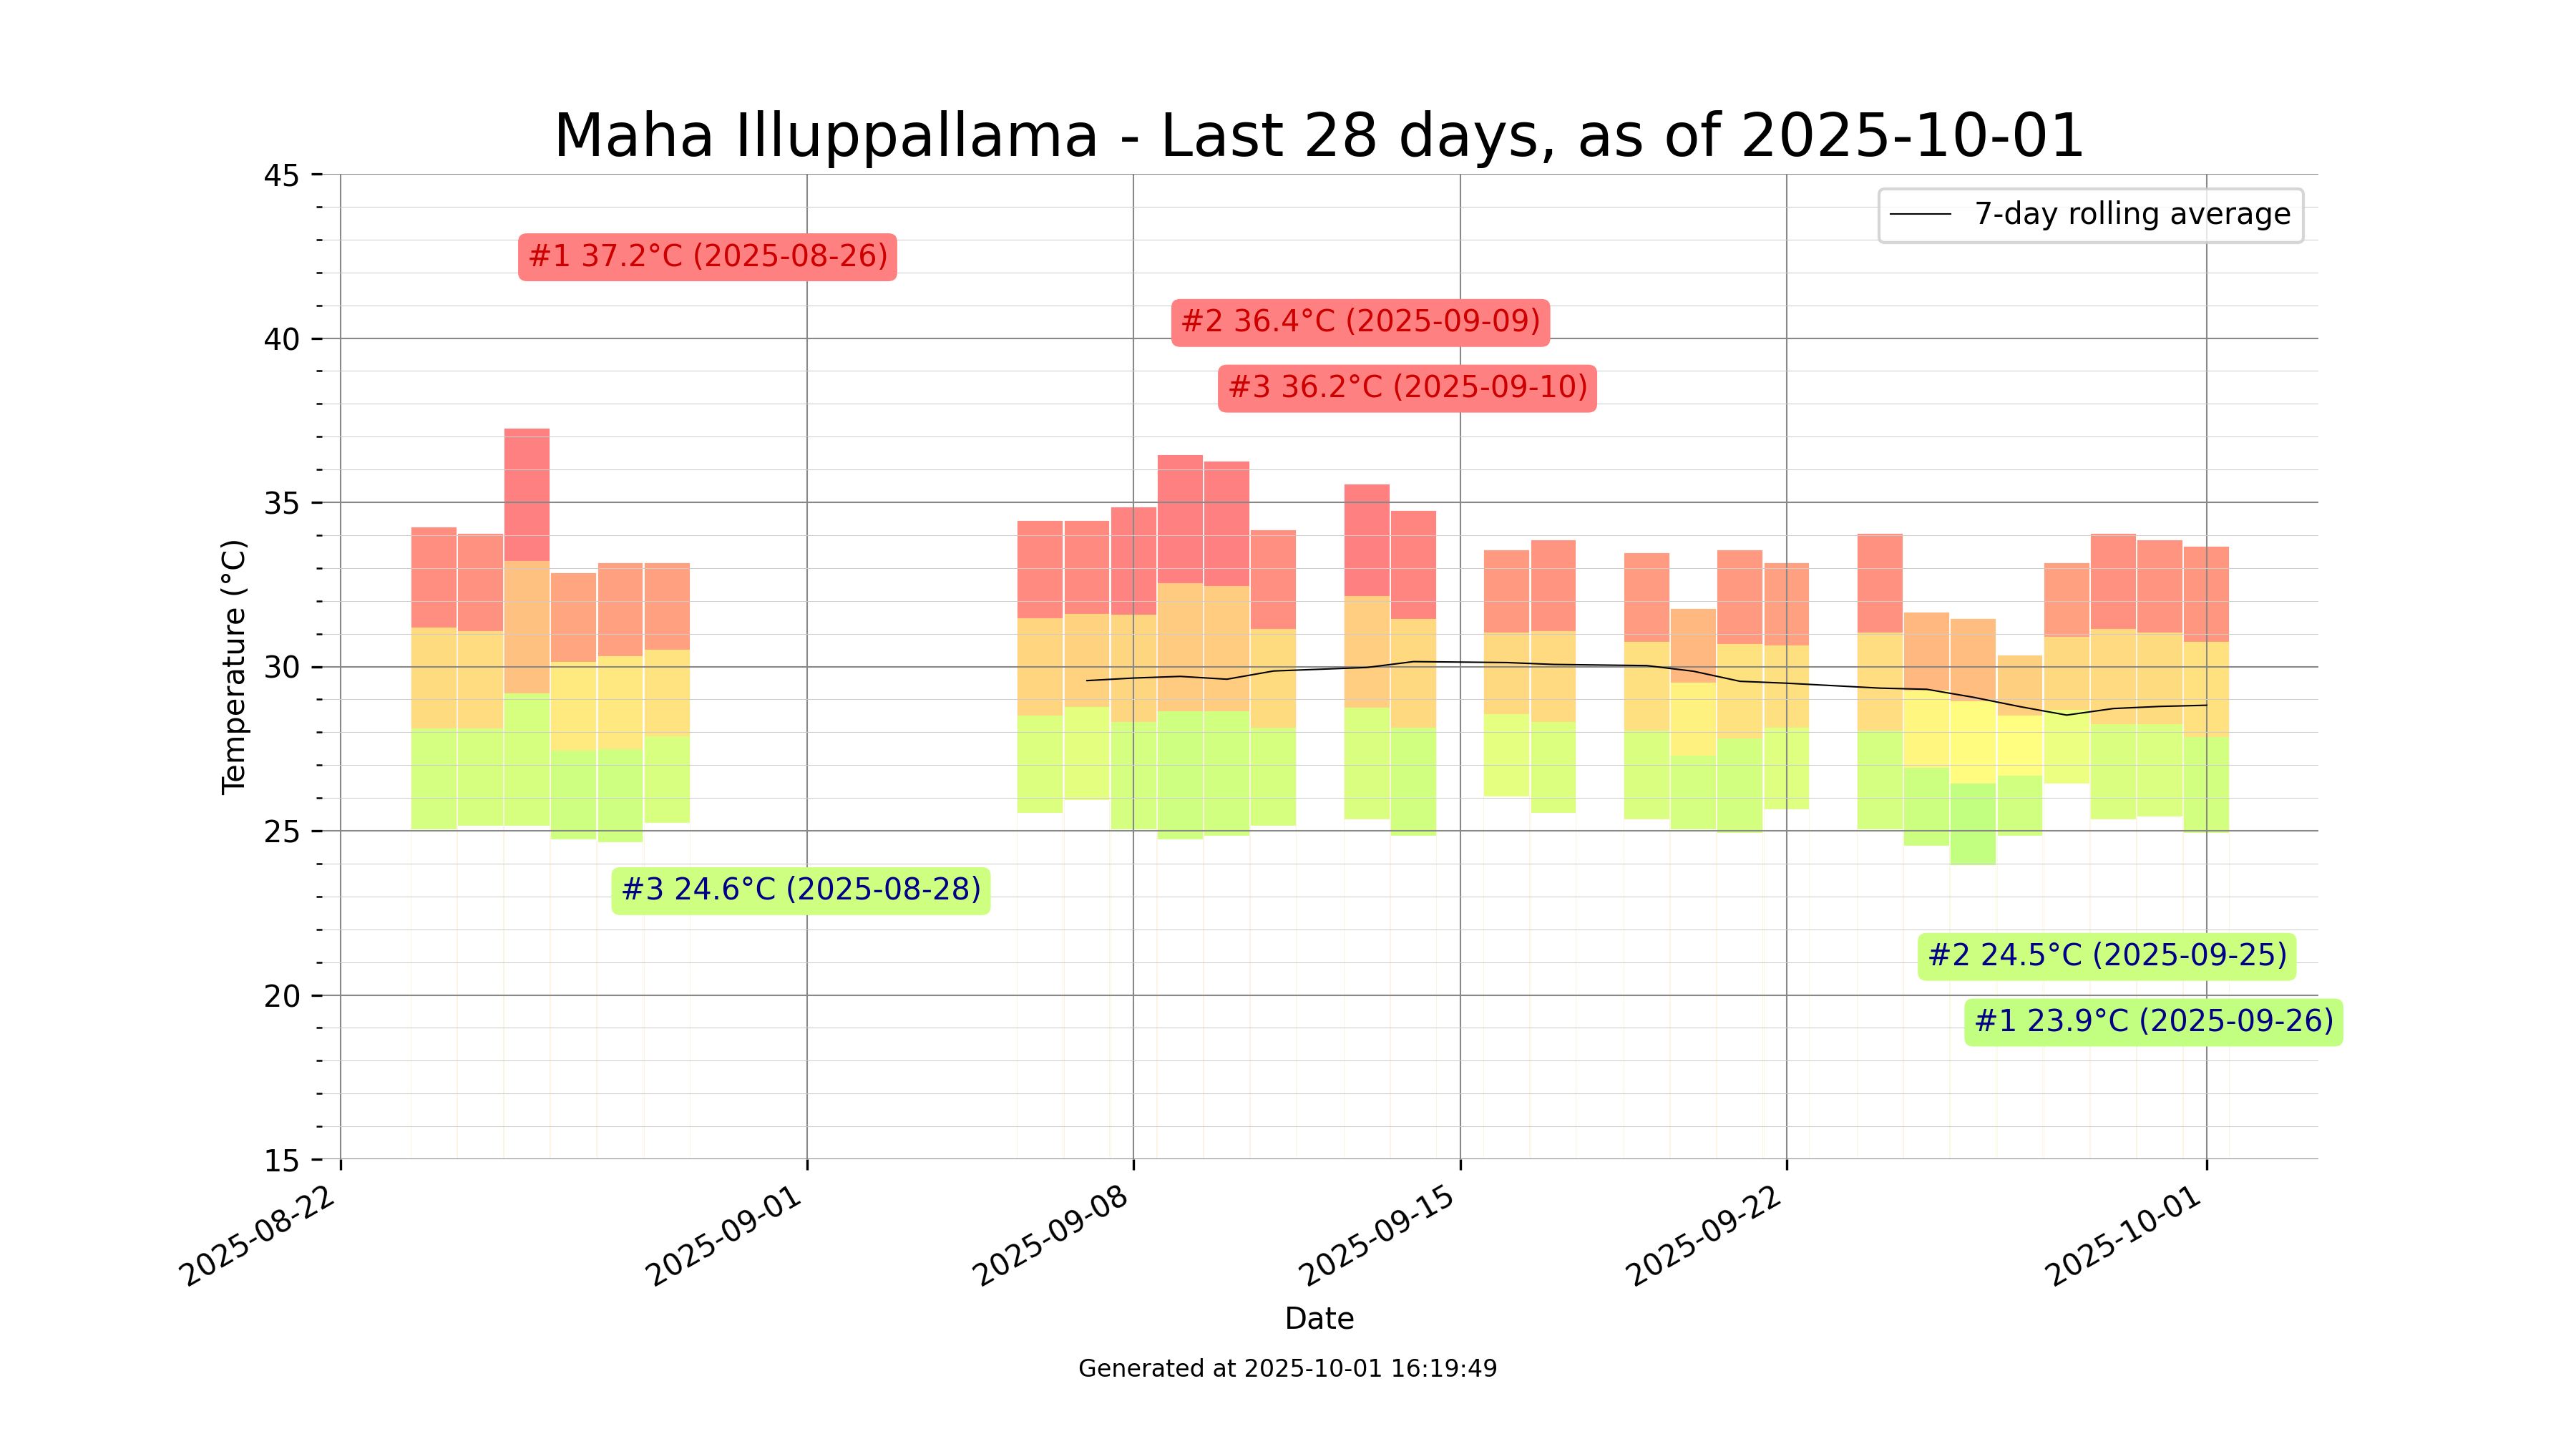 Maha Illuppallama - Last 28 days, as of 2025-10-01
45
7-day rolling average
#1 37.2°C (2025-08-26)
#2 36.4°C (2025-09-09)
40
#3 36.2°C (2025-09-10)
35
Temperature (°C)
30
25
#3 24.6°C (2025-08-28)
#2 24.5°C (2025-09-25)
20
#1 23.9°C (2025-09-26)
15
2025-08-22
2025-09-01
2025-09-08
2025-09-15
2025-09-22
2025-10-01
Date
Generated at 2025-10-01 16:19:49